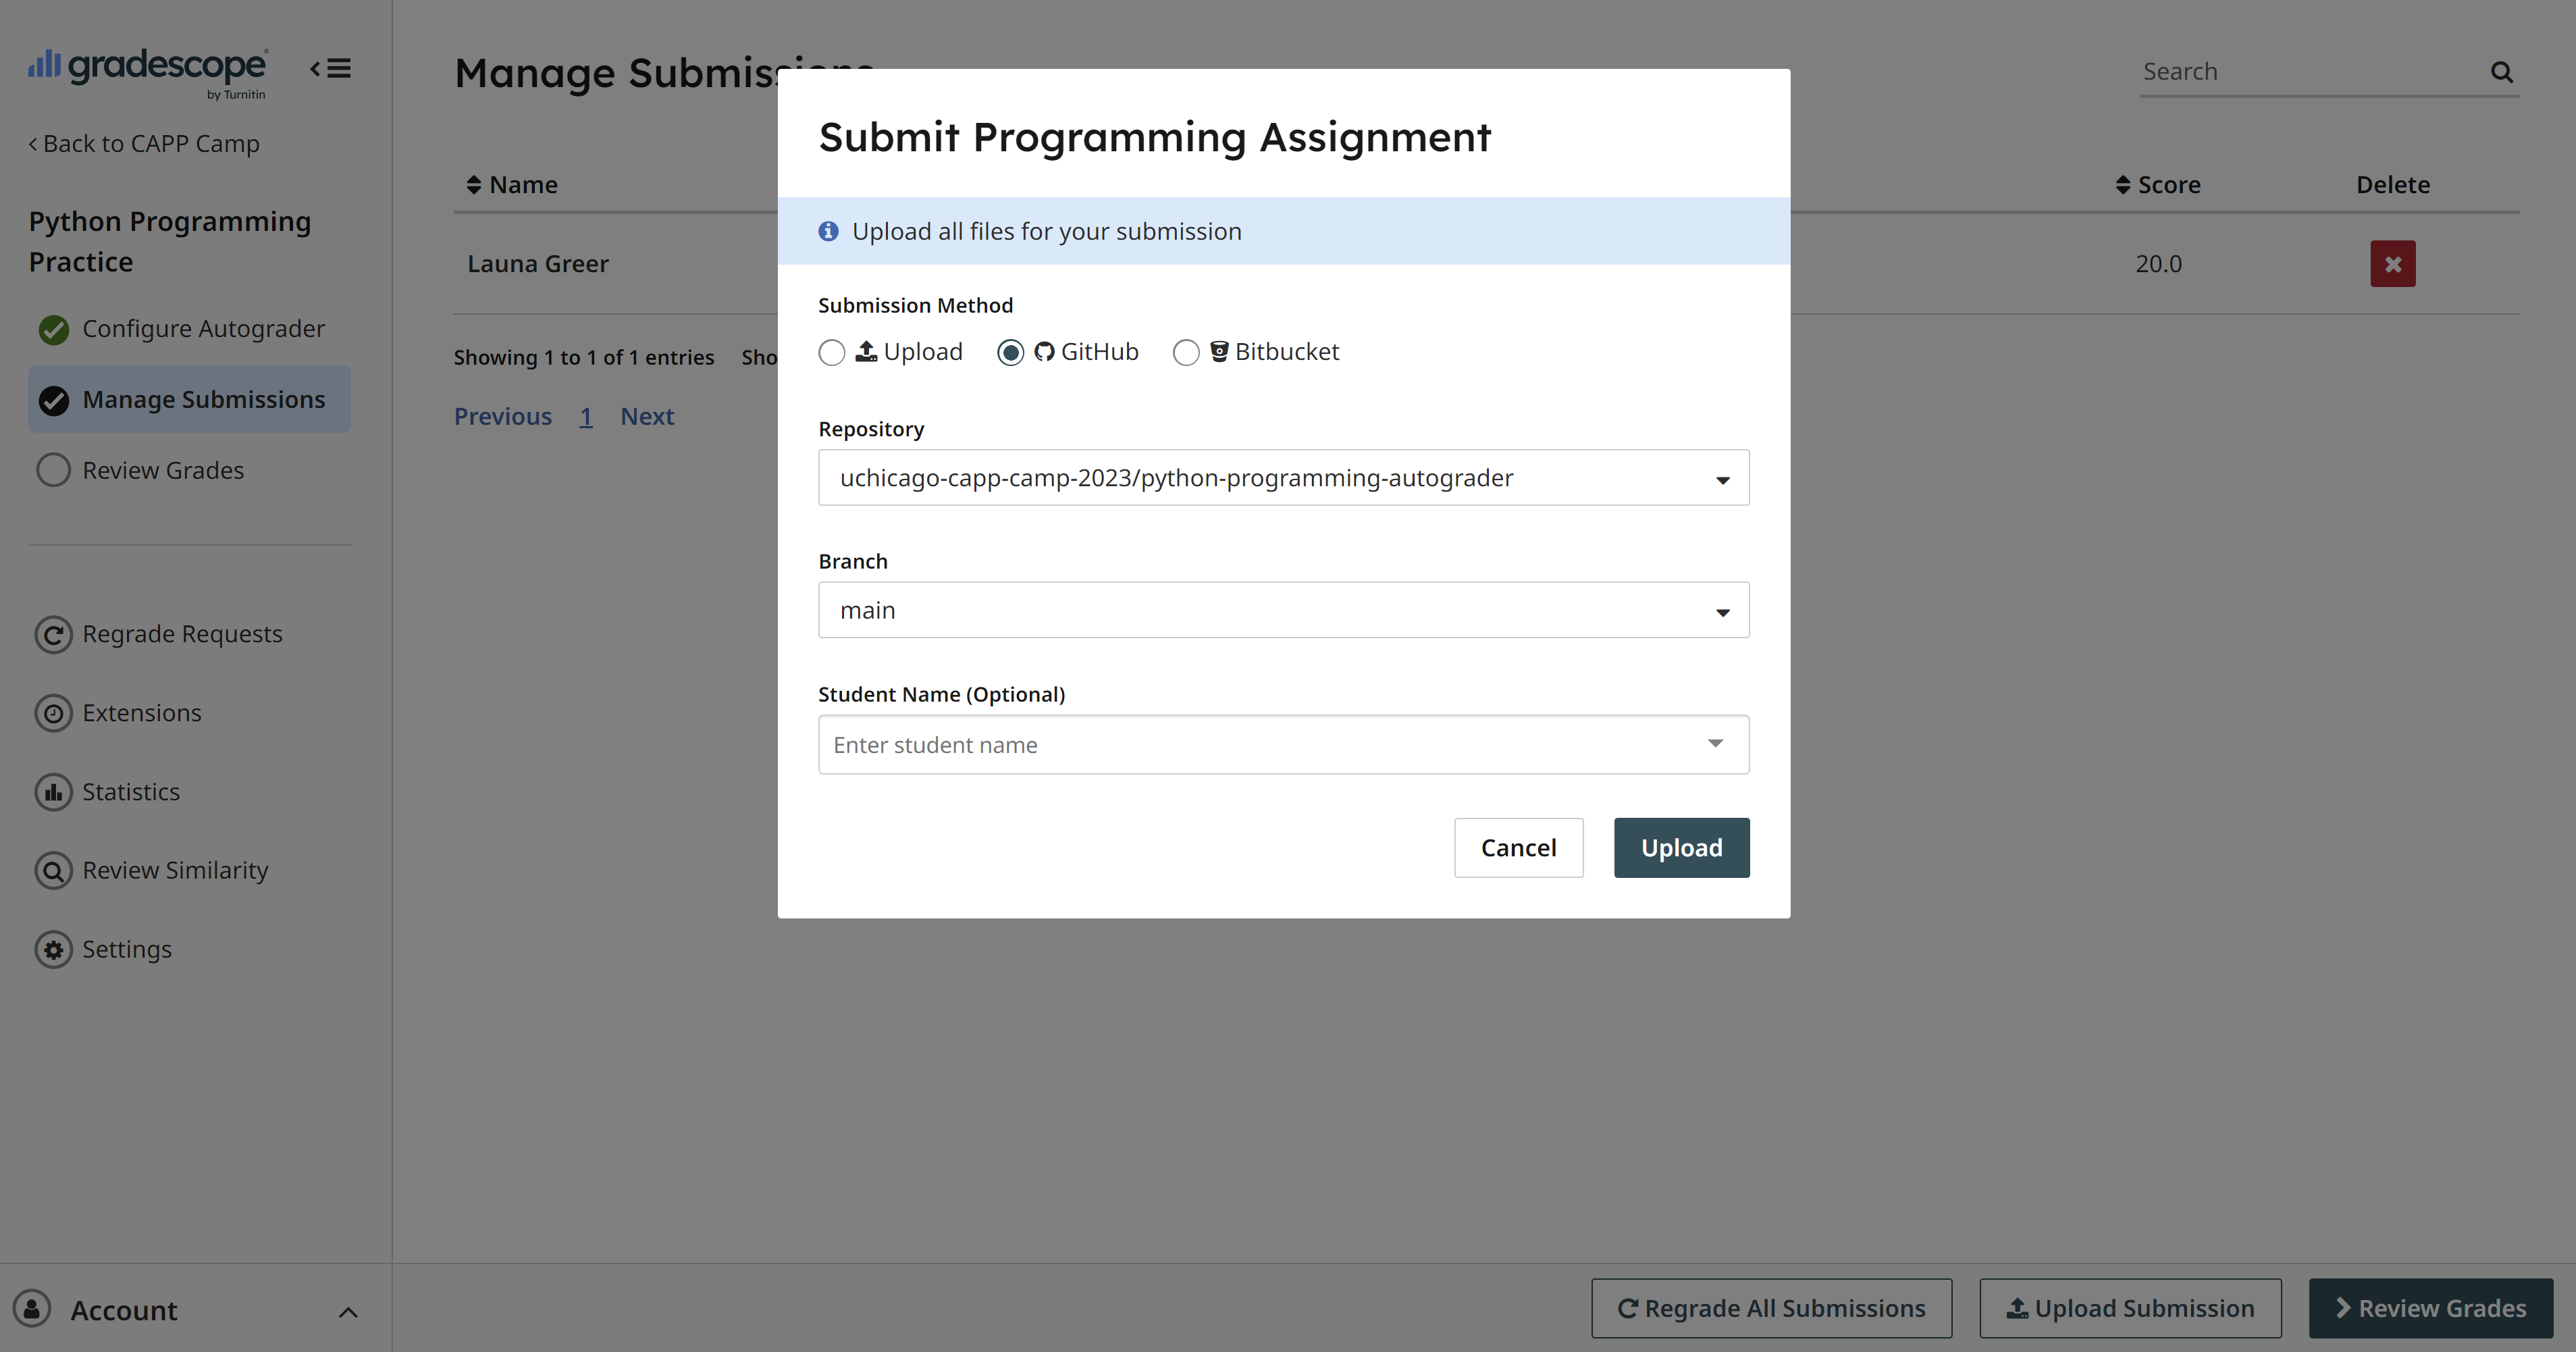 gradescope
by Turnitin
Back to CAPP Camp
Python Programming
Practice
Configure Autograder
Manage Submissions
Review Grades
Regrade Requests
Extensions
Statistics
Review Similarity
Settings
Account
Manage Submissions
Search
Name
Score
Delete
Launa Greer
20.0
Showing 1 to 1 of 1 entries
Sho
Previous 1 Next
Submit Programming Assignment
Upload all files for your submission
Submission Method
Upload GitHub Bitbucket
Repository
uchicago-capp-camp-2023/python-programming-autograder
Branch
main
Student Name (Optional)
Enter student name
Cancel Upload
Regrade All Submissions
Upload Submission
Review Grades